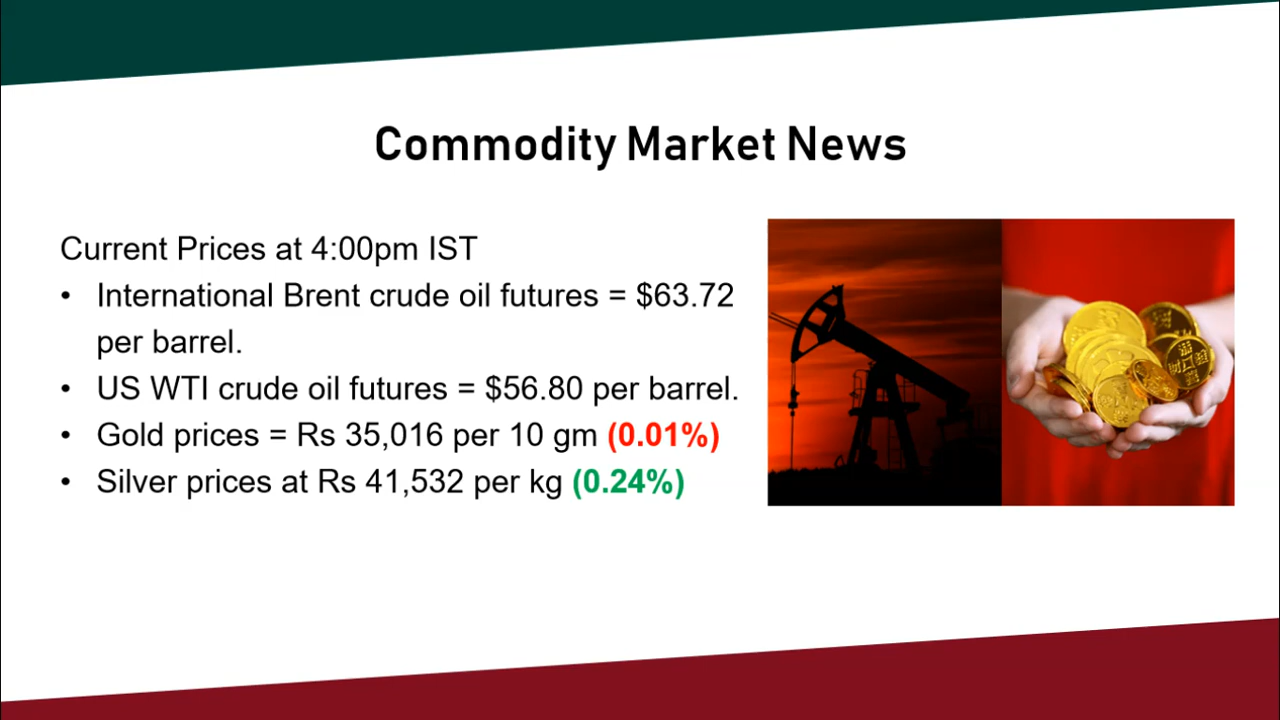 Commodity Market News
Current Prices at 4:00pm IST
• International Brent crude oil futures = $63.72
per barrel.
• US WTI crude oil futures = $56.80 per barrel.
• Gold prices = Rs 35,016 per 10 gm (0.01%)
• Silver prices at Rs 41,532 per kg (0.24%)